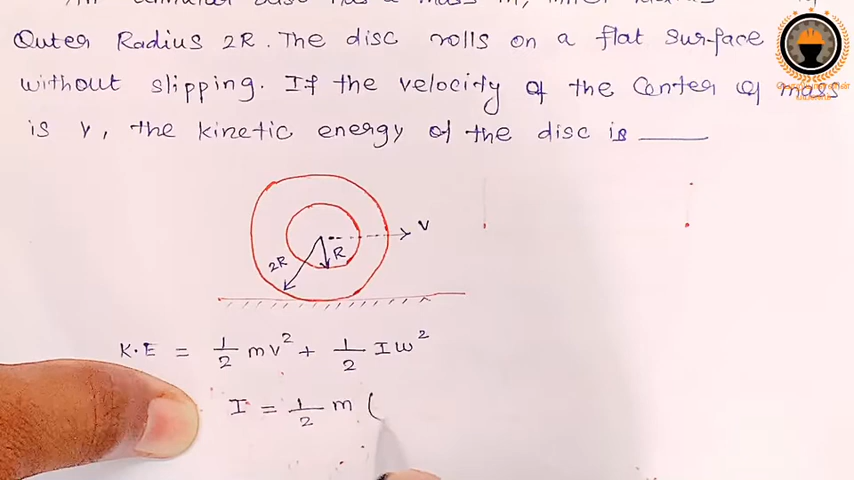 Outer Radius 2R. The disc rolls on a flat surface
without slipping. If the velocity of the Center of mass
is v, the kinetic energy of the disc is ____
v
2R
R
K.E = 1/2 mv² + 1/2 Iω²
I = 1/2 m (